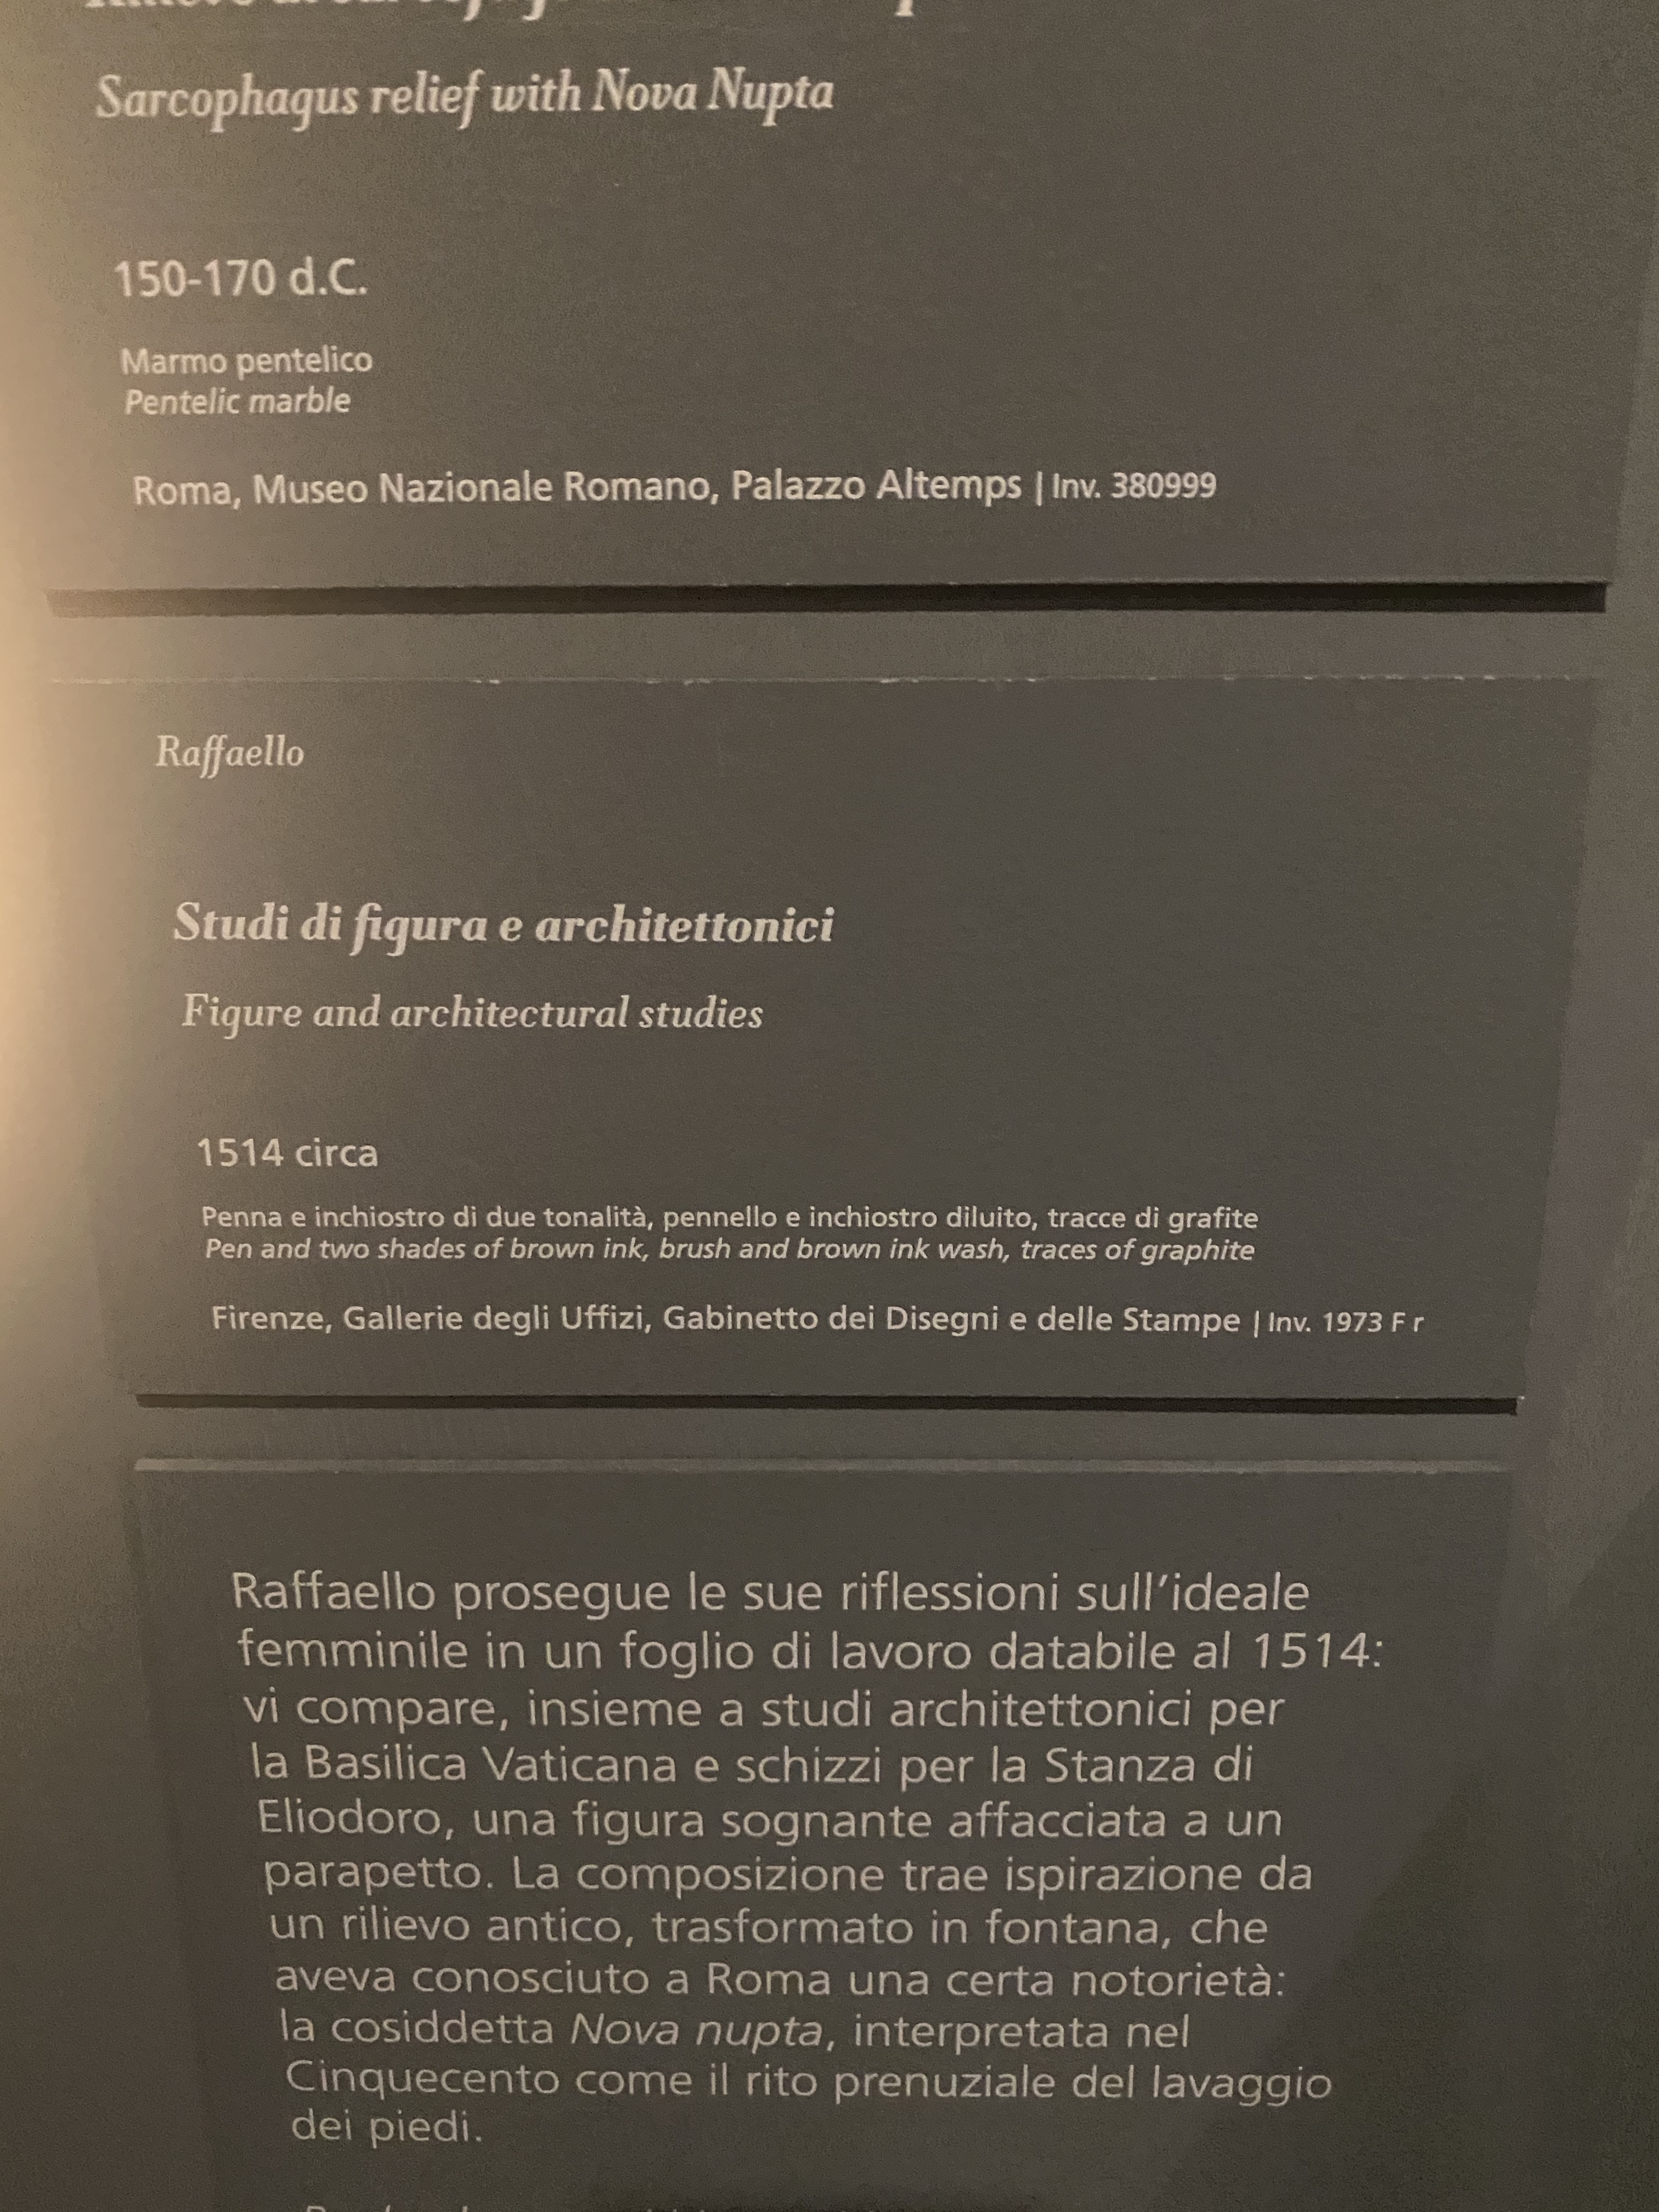 Sarcophagus relief with Nova Nupta
150-170 d.C.
Marmo pentelico
Pentelic marble
Roma, Museo Nazionale Romano, Palazzo Altemps | Inv. 380999
Raffaello
Studi di figura e architettonici
Figure and architectural studies
1514 circa
Penna e inchiostro di due tonalità, pennello e inchiostro diluito, tracce di grafite
Pen and two shades of brown ink, brush and brown ink wash, traces of graphite
Firenze, Gallerie degli Uffizi, Gabinetto dei Disegni e delle Stampe | Inv. 1973 F r
Raffaello prosegue le sue riflessioni sull'ideale
femminile in un foglio di lavoro databile al 1514:
vi compare, insieme a studi architettonici per
la Basilica Vaticana e schizzi per la Stanza di
Eliodoro, una figura sognante affacciata a un
parapetto. La composizione trae ispirazione da
un rilievo antico, trasformato in fontana, che
aveva conosciuto a Roma una certa notorietà:
la cosiddetta Nova nupta, interpretata nel
Cinquecento come il rito prenuziale del lavaggio
dei piedi.